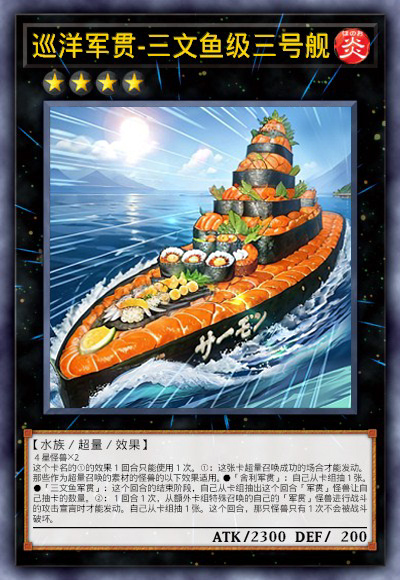 巡洋军贯-三文鱼级三号舰
ほのお
炎
サーモン
【水族／超量／效果】
４星怪兽×2
这个卡名的①的效果１回合只能使用１次。①：这张卡超量召唤成功的场合才能发动。
那些作为超量召唤的素材的怪兽的以下效果适用。●「舍利军贯」：自己从卡组抽１张。
●「三文鱼军贯」：这个回合的结束阶段，自己从卡组抽出这个回合「军贯」怪兽让自
己抽卡的数量。②：１回合１次，从额外卡组特殊召唤的自己的「军贯」怪兽进行战斗
的攻击宣言时才能发动。自己从卡组抽１张。这个回合，那只怪兽只有１次不会被战斗
破坏。
ATK/2300 DEF/ 200